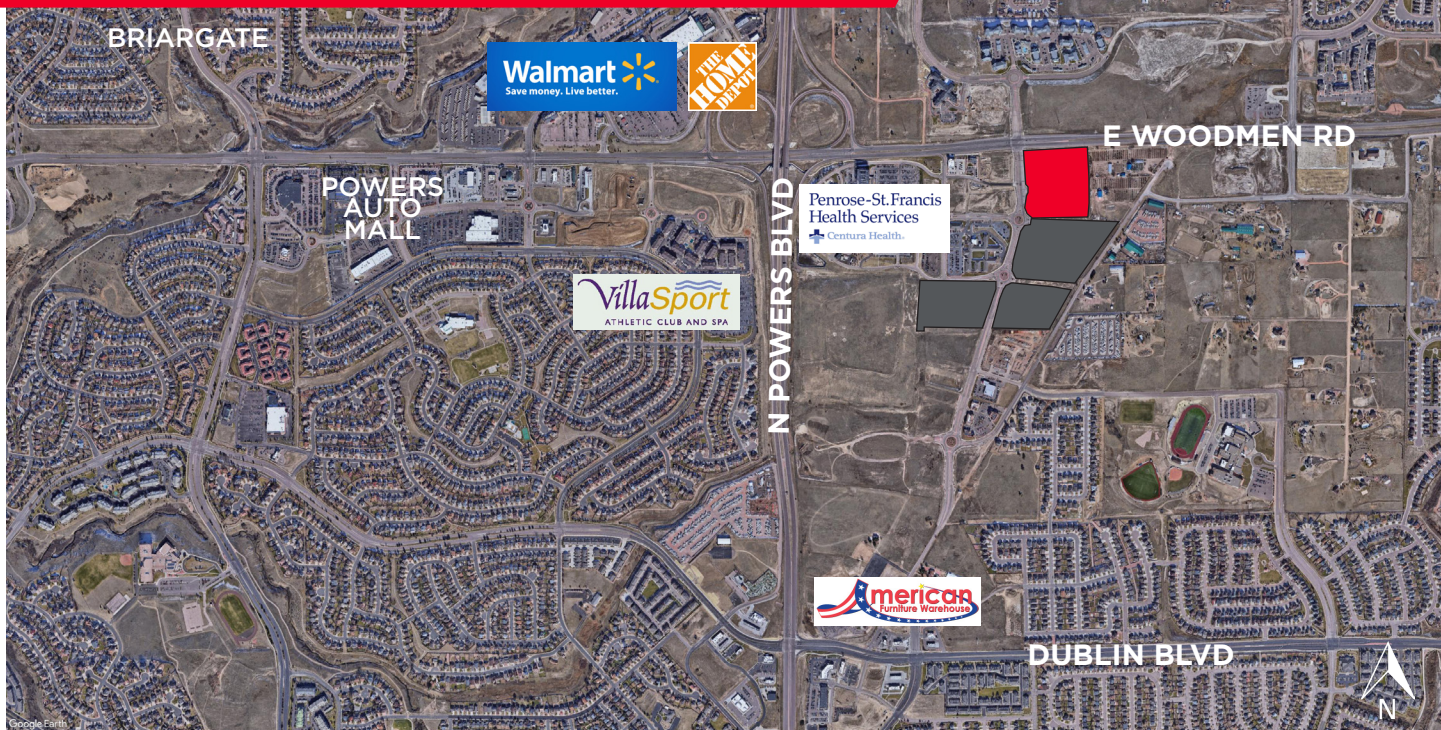 BRIARGATE
Walmart
Save money. Live better.
THE
HOME
DEPOT
E WOODMEN RD
POWERS
AUTO
MALL
N POWERS BLVD
Penrose-St.Francis
Health Services
Centura Health.
VillaSport
ATHLETIC CLUB AND SPA
American
Furniture Warehouse
DUBLIN BLVD
N
Google Earth